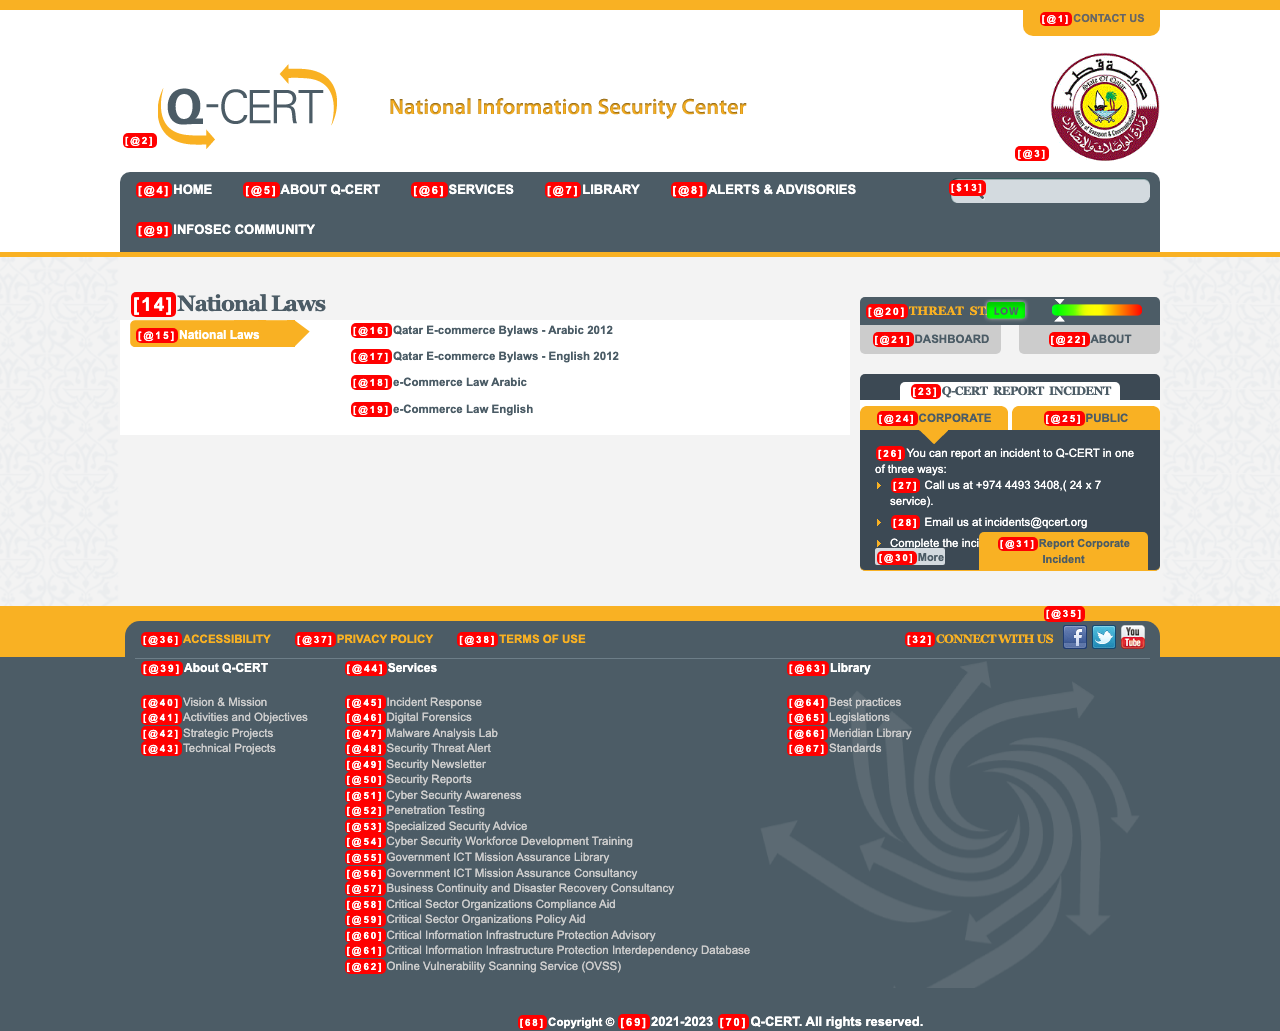 [@1] CONTACT US
Q-CERT
National Information Security Center
دولة قطر
State Of Qatar
Ministry of Transport & Communications
وزارة المواصلات والاتصالات
[@2]
[@3]
[@4] HOME [@5] ABOUT Q-CERT [@6] SERVICES [@7] LIBRARY [@8] ALERTS & ADVISORIES [$13]
[@9] INFOSEC COMMUNITY
[14] National Laws
[@15] National Laws
[@16] Qatar E-commerce Bylaws - Arabic 2012
[@17] Qatar E-commerce Bylaws - English 2012
[@18] e-Commerce Law Arabic
[@19] e-Commerce Law English
[@20] THREAT ST LOW
[@21] DASHBOARD [@22] ABOUT
[23] Q-CERT REPORT INCIDENT
[@24] CORPORATE [@25] PUBLIC
[26] You can report an incident to Q-CERT in one
of three ways:
[27] Call us at +974 4493 3408,( 24 x 7
service).
[28] Email us at incidents@qcert.org
Complete the inci
[@30] More
[@31] Report Corporate
Incident
[@35]
[@36] ACCESSIBILITY [@37] PRIVACY POLICY [@38] TERMS OF USE [32] CONNECT WITH US f You Tube
[@39] About Q-CERT
[@40] Vision & Mission
[@41] Activities and Objectives
[@42] Strategic Projects
[@43] Technical Projects
[@44] Services
[@45] Incident Response
[@46] Digital Forensics
[@47] Malware Analysis Lab
[@48] Security Threat Alert
[@49] Security Newsletter
[@50] Security Reports
[@51] Cyber Security Awareness
[@52] Penetration Testing
[@53] Specialized Security Advice
[@54] Cyber Security Workforce Development Training
[@55] Government ICT Mission Assurance Library
[@56] Government ICT Mission Assurance Consultancy
[@57] Business Continuity and Disaster Recovery Consultancy
[@58] Critical Sector Organizations Compliance Aid
[@59] Critical Sector Organizations Policy Aid
[@60] Critical Information Infrastructure Protection Advisory
[@61] Critical Information Infrastructure Protection Interdependency Database
[@62] Online Vulnerability Scanning Service (OVSS)
[@63] Library
[@64] Best practices
[@65] Legislations
[@66] Meridian Library
[@67] Standards
[68] Copyright © [69] 2021-2023 [70] Q-CERT. All rights reserved.